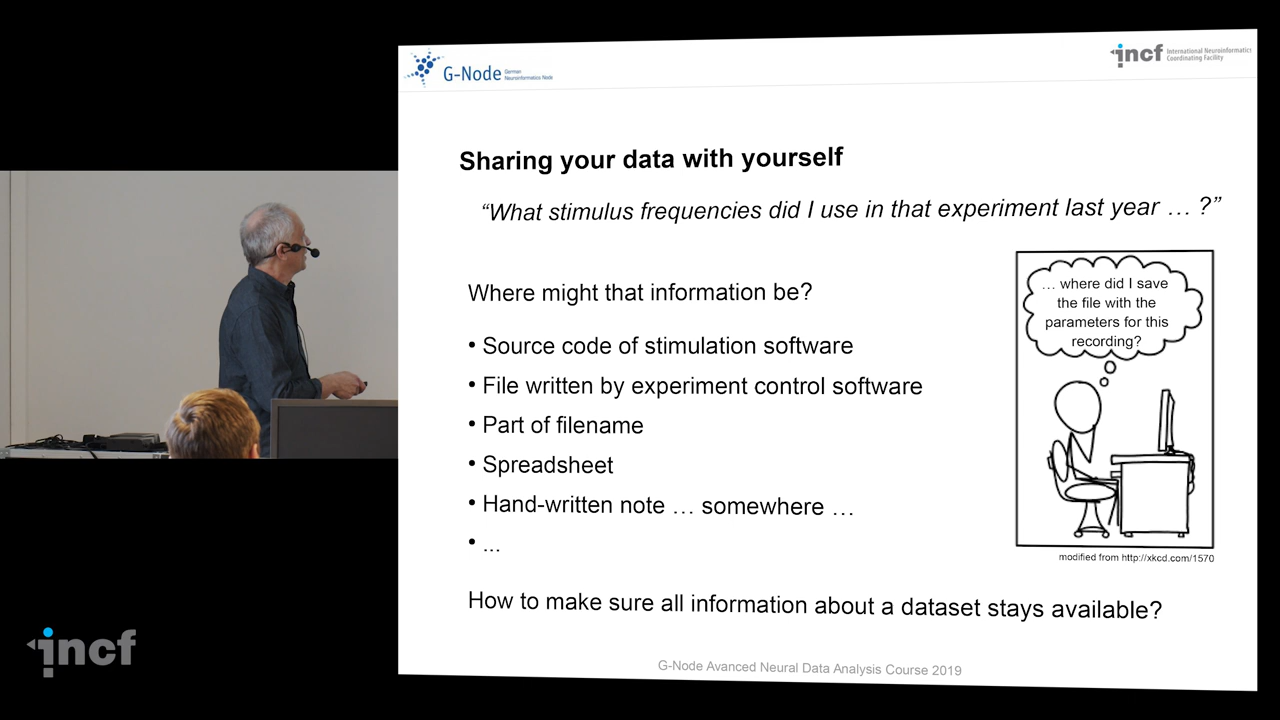 G-Node German
Neuroinformatics Node
incf International Neuroinformatics
Coordinating Facility
Sharing your data with yourself
“What stimulus frequencies did I use in that experiment last year … ?”
Where might that information be?
• Source code of stimulation software
• File written by experiment control software
• Part of filename
• Spreadsheet
• Hand-written note … somewhere …
• ...
… where did I save
the file with the
parameters for this
recording?
modified from http://xkcd.com/1570
How to make sure all information about a dataset stays available?
G-Node Avanced Neural Data Analysis Course 2019
incf